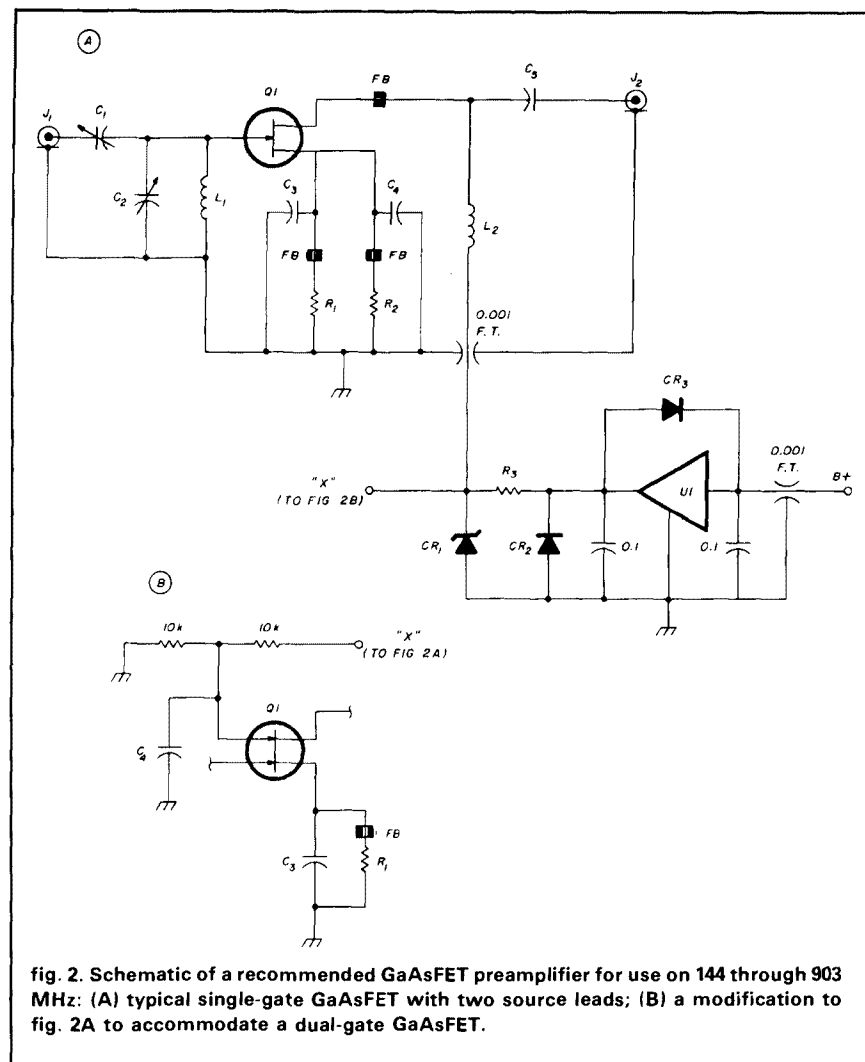 A
Q1
FB
C5
J2
J1
C1
C2
L1
C3
C4
L2
FB
FB
R1
R2
0.001
F.T.
CR3
0.001
F.T.
B+
"X"
(TO FIG 2B)
R3
U1
CR1
CR2
0.1
0.1
B
10k
10k
"X"
(TO FIG 2A)
Q1
C4
FB
C3
R1
fig. 2. Schematic of a recommended GaAsFET preamplifier for use on 144 through 903
MHz: (A) typical single-gate GaAsFET with two source leads; (B) a modification to
fig. 2A to accommodate a dual-gate GaAsFET.